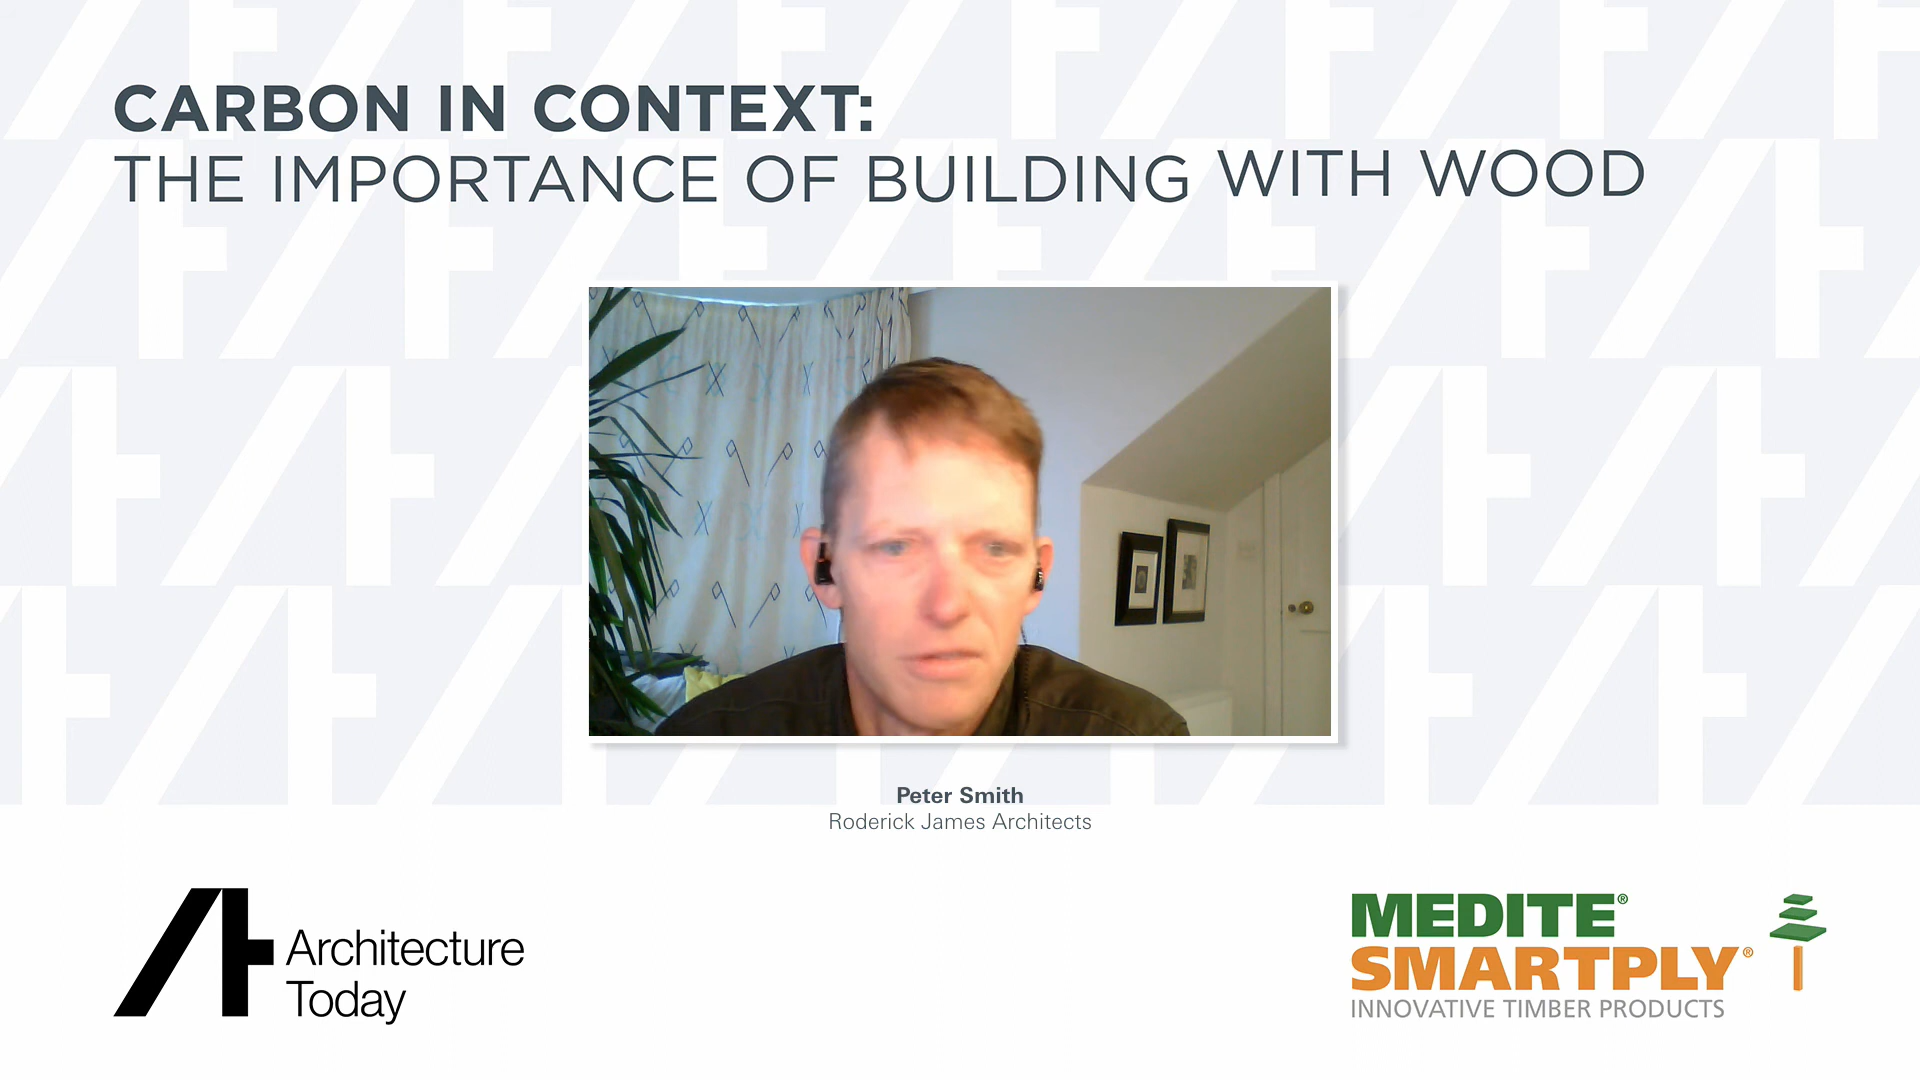 CARBON IN CONTEXT:
THE IMPORTANCE OF BUILDING WITH WOOD
Peter Smith
Roderick James Architects
Architecture
Today
MEDITE®
SMARTPLY®
INNOVATIVE TIMBER PRODUCTS